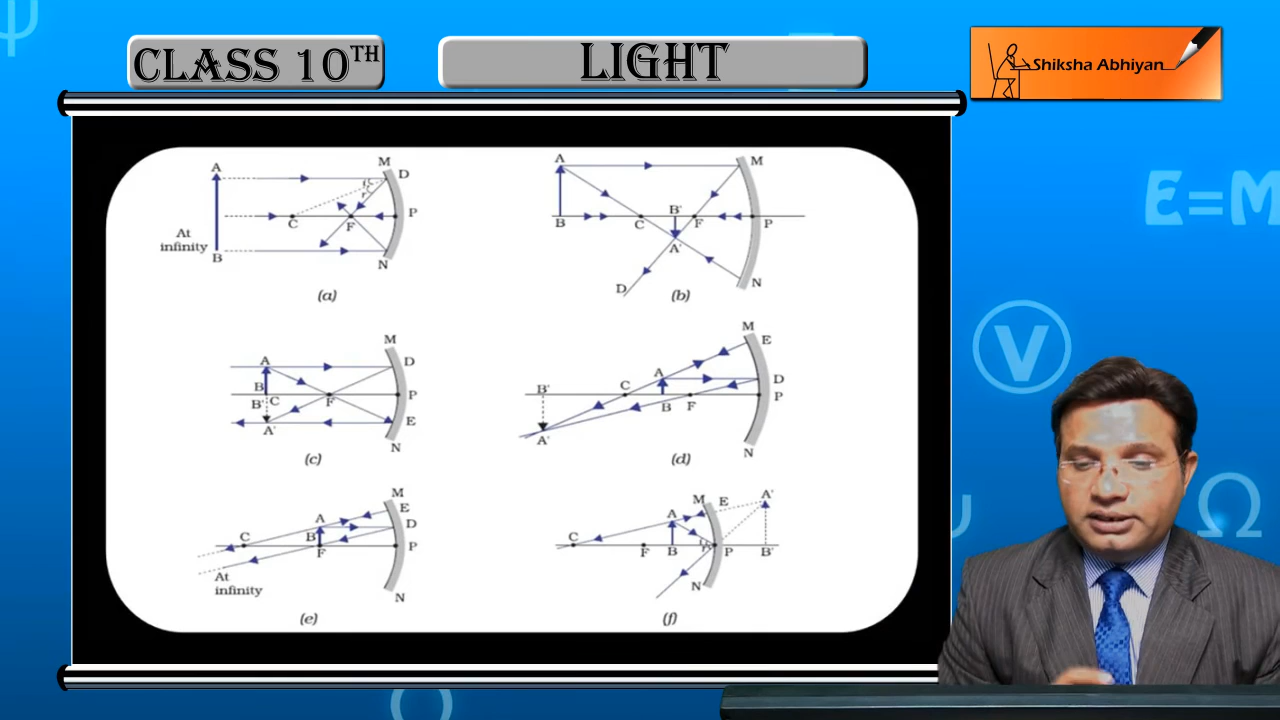 CLASS 10TH
LIGHT
Shiksha Abhiyan
E=M
V
Ω
A
At infinity
B
C
F
M
D
P
N
i
r
(a)
A
B
C
B'
A'
F
M
P
N
D
(b)
A
B
B'
C
A'
F
M
D
P
E
N
(c)
B'
A'
C
A
B
F
M
E
D
P
N
(d)
C
A
B
F
M
E
D
P
N
At infinity
(e)
C
F
A
B
M
E
P
N
A'
B'
(f)